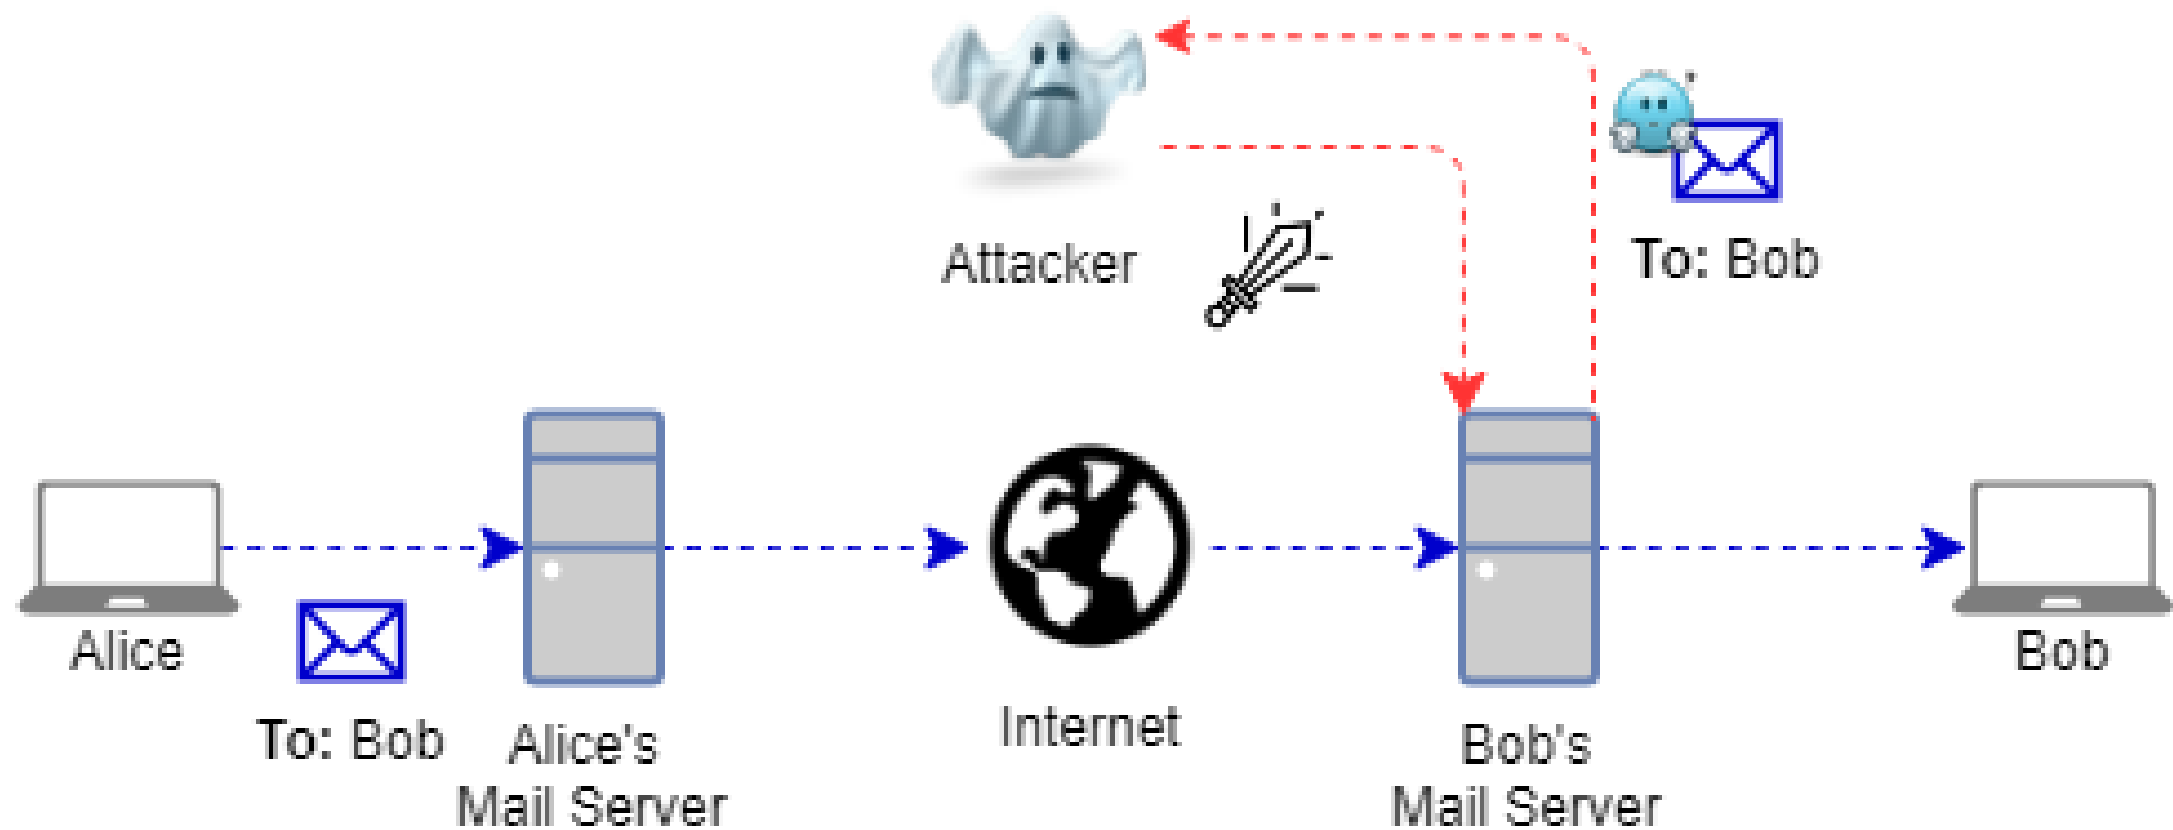 Attacker
To: Bob
Alice
To: Bob
Alice's
Mail Server
Internet
Bob's
Mail Server
Bob